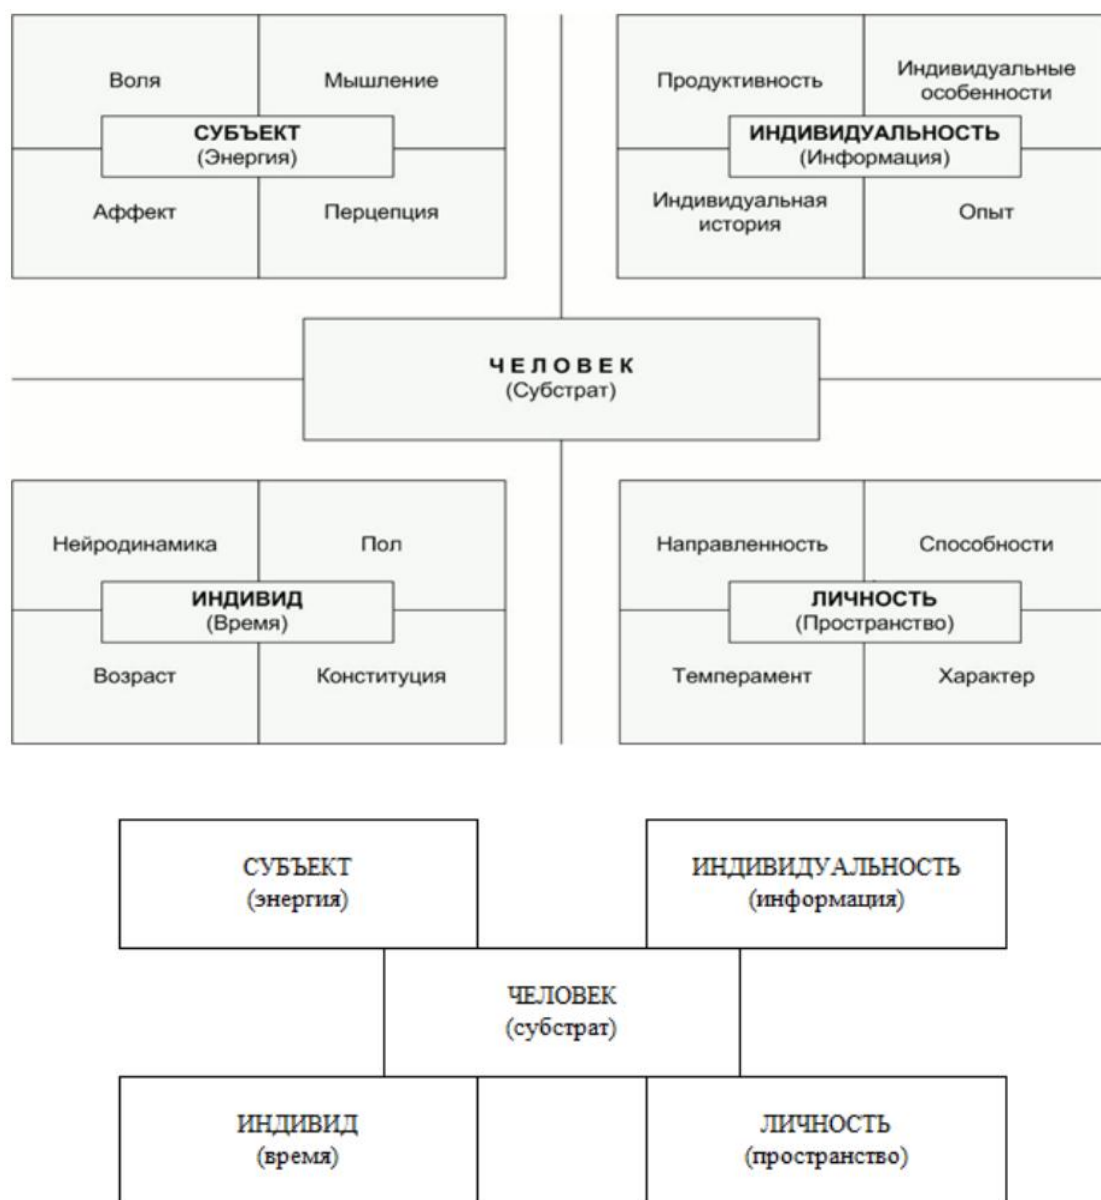 Воля
Мышление
СУБЪЕКТ
(Энергия)
Аффект
Перцепция
Продуктивность
Индивидуальные
особенности
ИНДИВИДУАЛЬНОСТЬ
(Информация)
Индивидуальная
история
Опыт
Ч Е Л О В Е К
(Субстрат)
Нейродинамика
Пол
ИНДИВИД
(Время)
Возраст
Конституция
Направленность
Способности
ЛИЧНОСТЬ
(Пространство)
Темперамент
Характер
СУБЪЕКТ
(энергия)
ИНДИВИДУАЛЬНОСТЬ
(информация)
ЧЕЛОВЕК
(субстрат)
ИНДИВИД
(время)
ЛИЧНОСТЬ
(пространство)